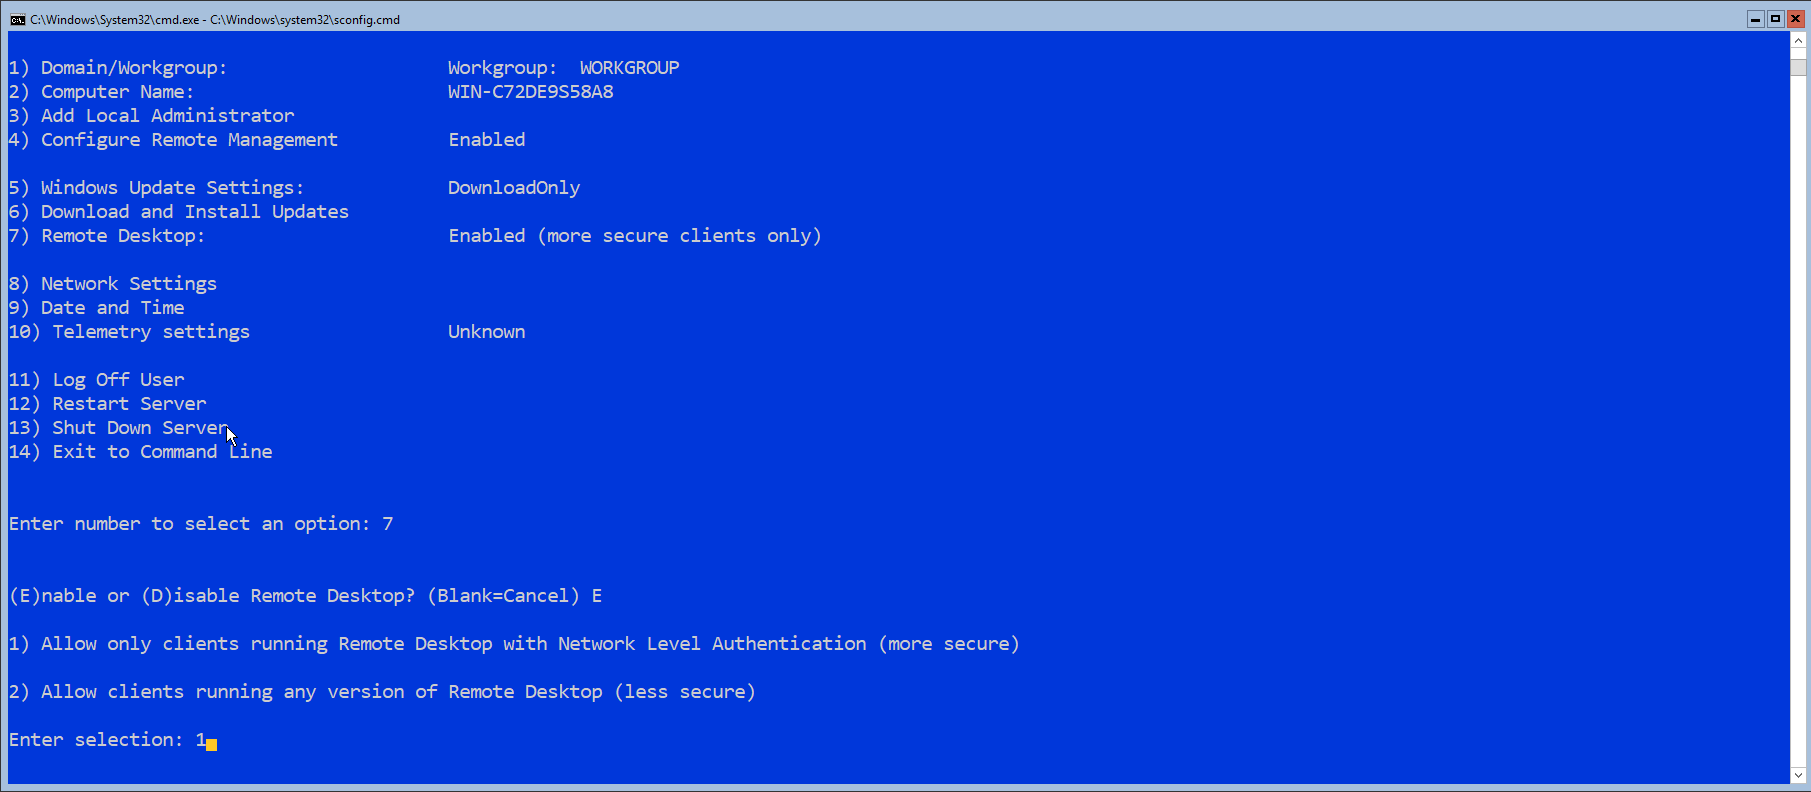 C:\Windows\System32\cmd.exe - C:\Windows\system32\sconfig.cmd
1) Domain/Workgroup: Workgroup: WORKGROUP
2) Computer Name: WIN-C72DE9S58A8
3) Add Local Administrator
4) Configure Remote Management Enabled
5) Windows Update Settings: DownloadOnly
6) Download and Install Updates
7) Remote Desktop: Enabled (more secure clients only)
8) Network Settings
9) Date and Time
10) Telemetry settings Unknown
11) Log Off User
12) Restart Server
13) Shut Down Server
14) Exit to Command Line
Enter number to select an option: 7
(E)nable or (D)isable Remote Desktop? (Blank=Cancel) E
1) Allow only clients running Remote Desktop with Network Level Authentication (more secure)
2) Allow clients running any version of Remote Desktop (less secure)
Enter selection: 1